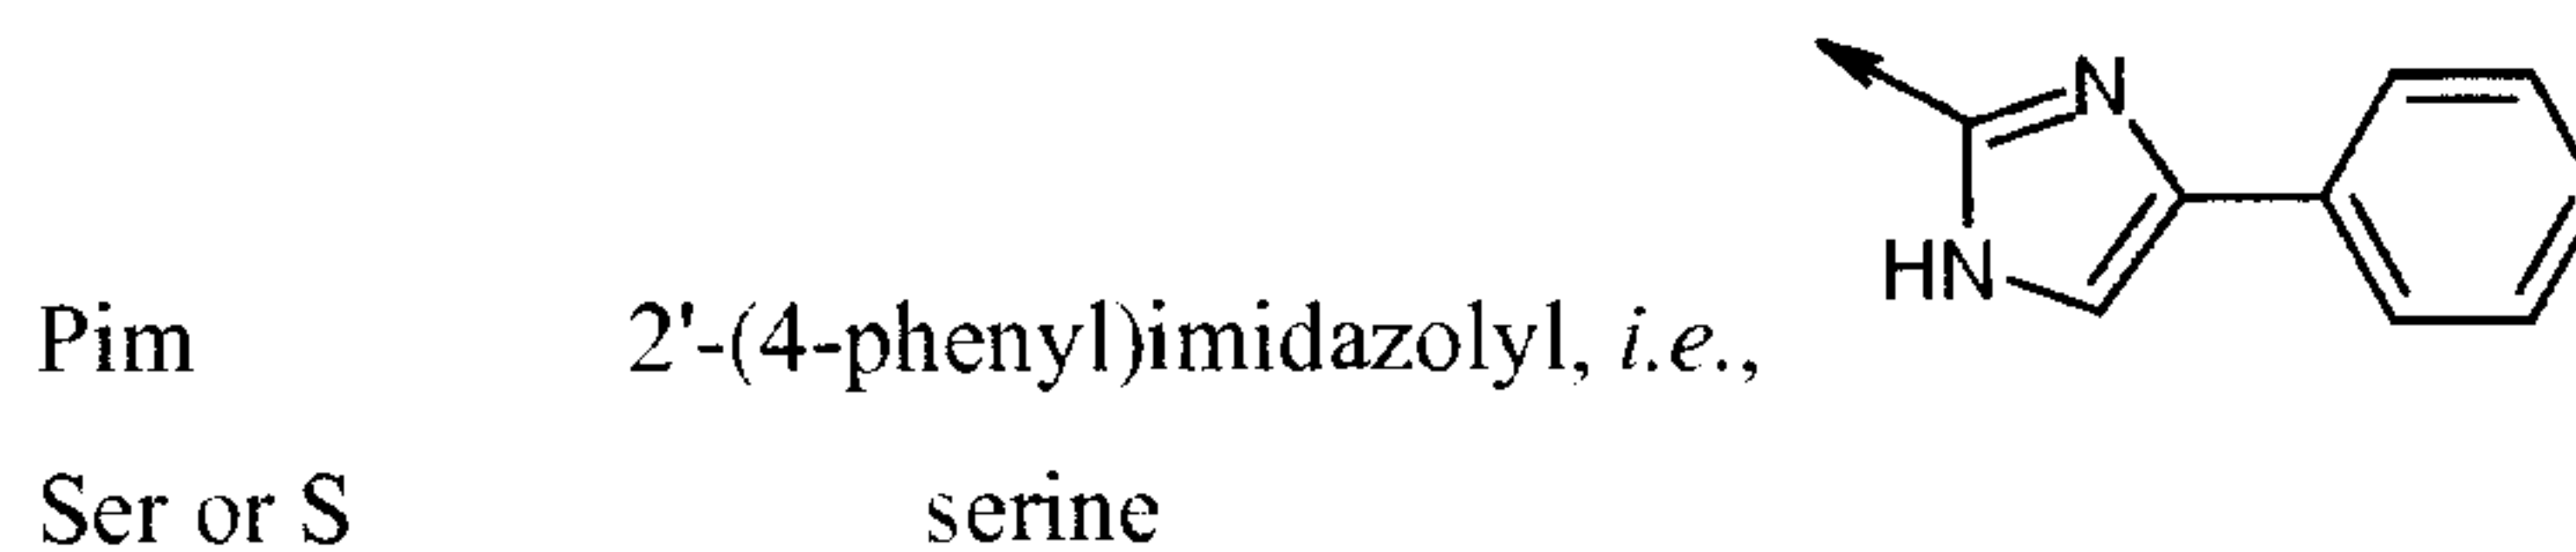 N
HN
Pim 2'-(4-phenyl)imidazolyl, i.e.,
Ser or S serine